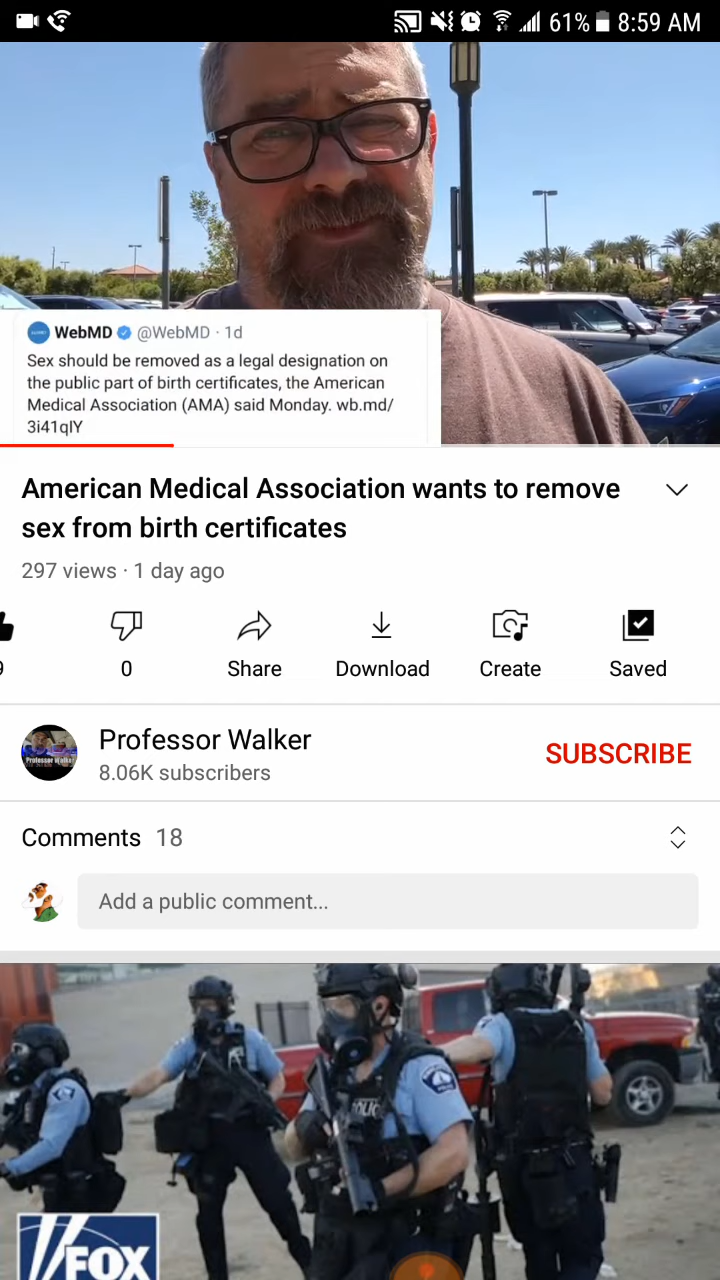 61% 8:59 AM
WebMD @WebMD · 1d
Sex should be removed as a legal designation on
the public part of birth certificates, the American
Medical Association (AMA) said Monday. wb.md/
3i41qlY
American Medical Association wants to remove
sex from birth certificates
297 views · 1 day ago
9 0 Share Download Create Saved
Professor Walker
8.06K subscribers
SUBSCRIBE
Comments 18
Add a public comment...
POLICE
FOX